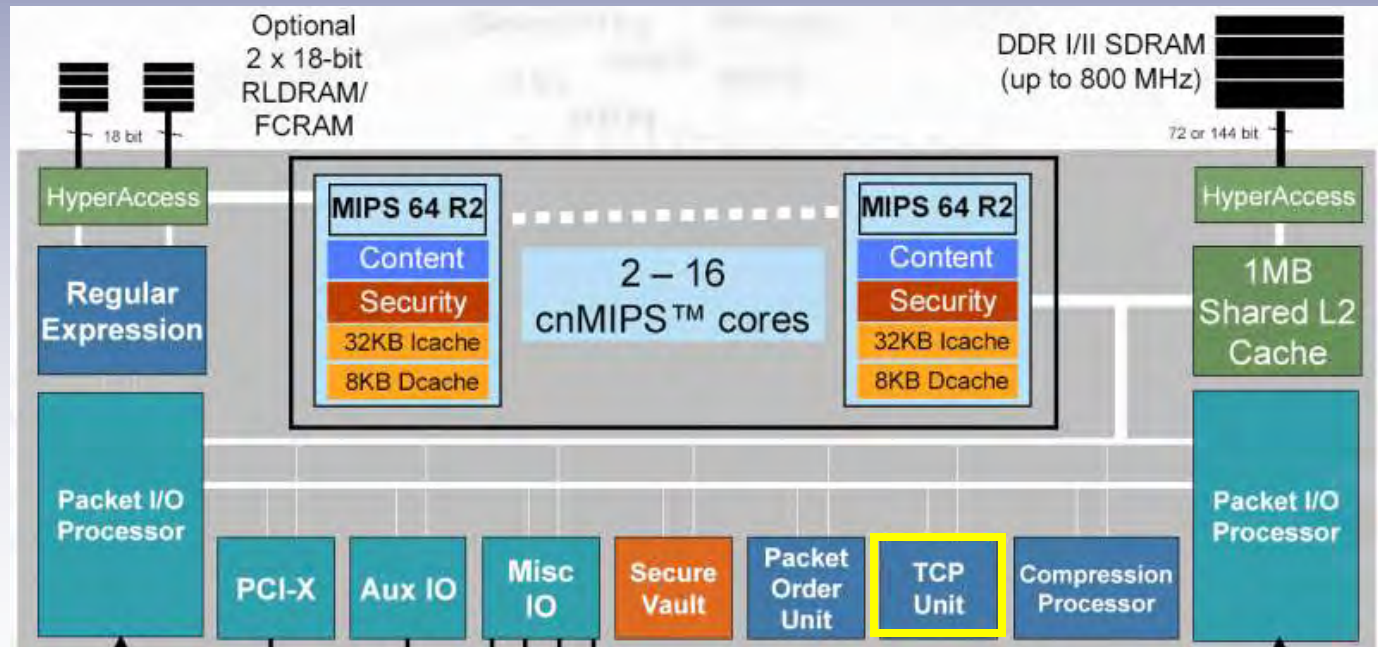 Optional
2 x 18-bit
RLDRAM/
FCRAM
DDR I/II SDRAM
(up to 800 MHz)
18 bit
72 or 144 bit
HyperAccess
MIPS 64 R2
Content
Security
32KB Icache
8KB Dcache
2 – 16
cnMIPS™ cores
MIPS 64 R2
Content
Security
32KB Icache
8KB Dcache
HyperAccess
Regular
Expression
1MB
Shared L2
Cache
Packet I/O
Processor
Packet I/O
Processor
PCI-X
Aux IO
Misc
IO
Secure
Vault
Packet
Order
Unit
TCP
Unit
Compression
Processor